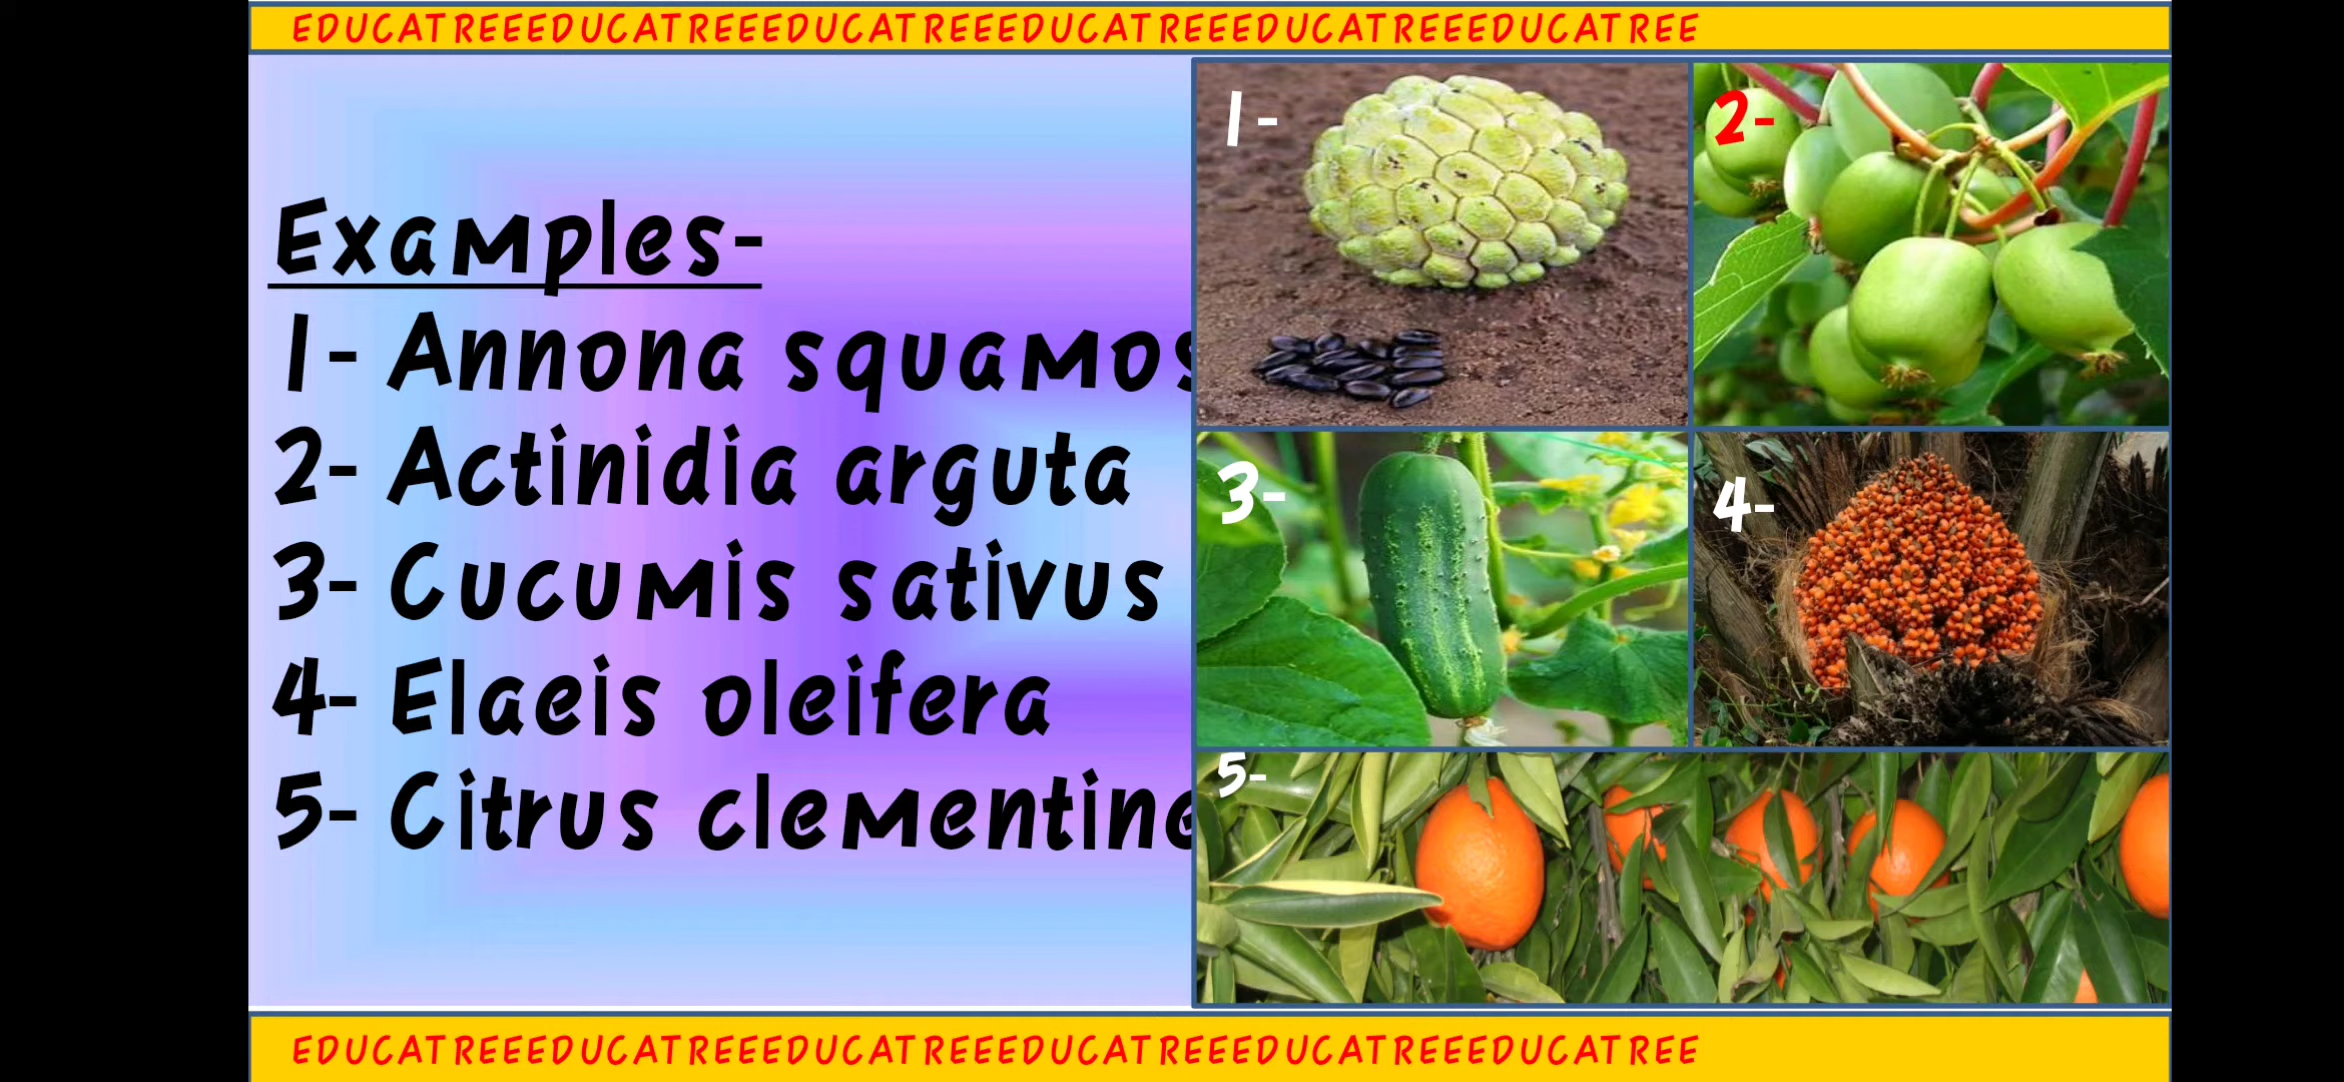 EDUCATREEEDUCATREEEDUCATREEEDUCATREEEDUCATREEEDUCATREE
Examples-
1- Annona squamos
2- Actinidia arguta
3- Cucumis sativus
4- Elaeis oleifera
5- Citrus clementina
1-
2-
3-
4-
5-
EDUCATREEEDUCATREEEDUCATREEEDUCATREEEDUCATREEEDUCATREE